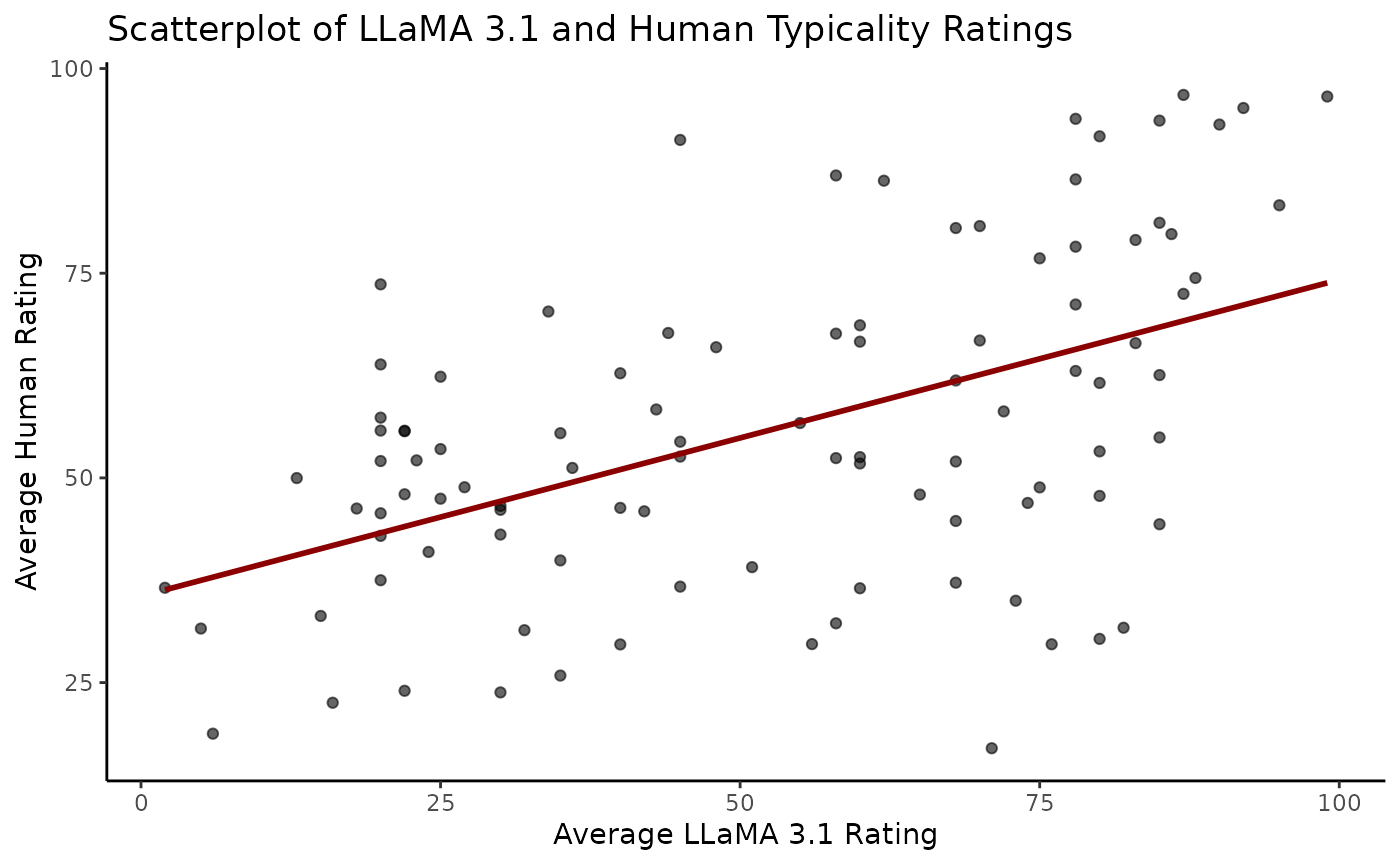 Scatterplot of LLaMA 3.1 and Human Typicality Ratings
100
75
50
25
Average Human Rating
0 25 50 75 100
Average LLaMA 3.1 Rating